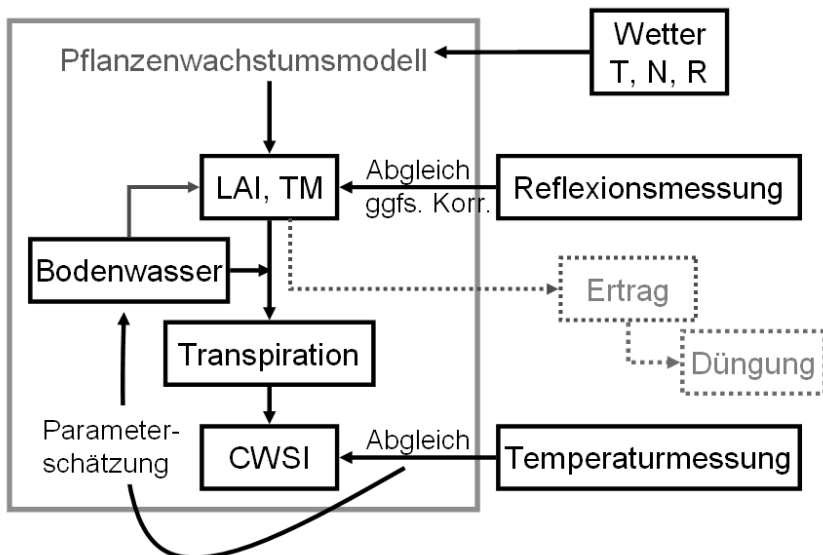 Wetter
T, N, R
Pflanzenwachstumsmodell
LAI, TM
Abgleich
ggfs. Korr.
Reflexionsmessung
Bodenwasser
Ertrag
Transpiration
Düngung
Parameter-
schätzung
CWSI
Abgleich
Temperaturmessung